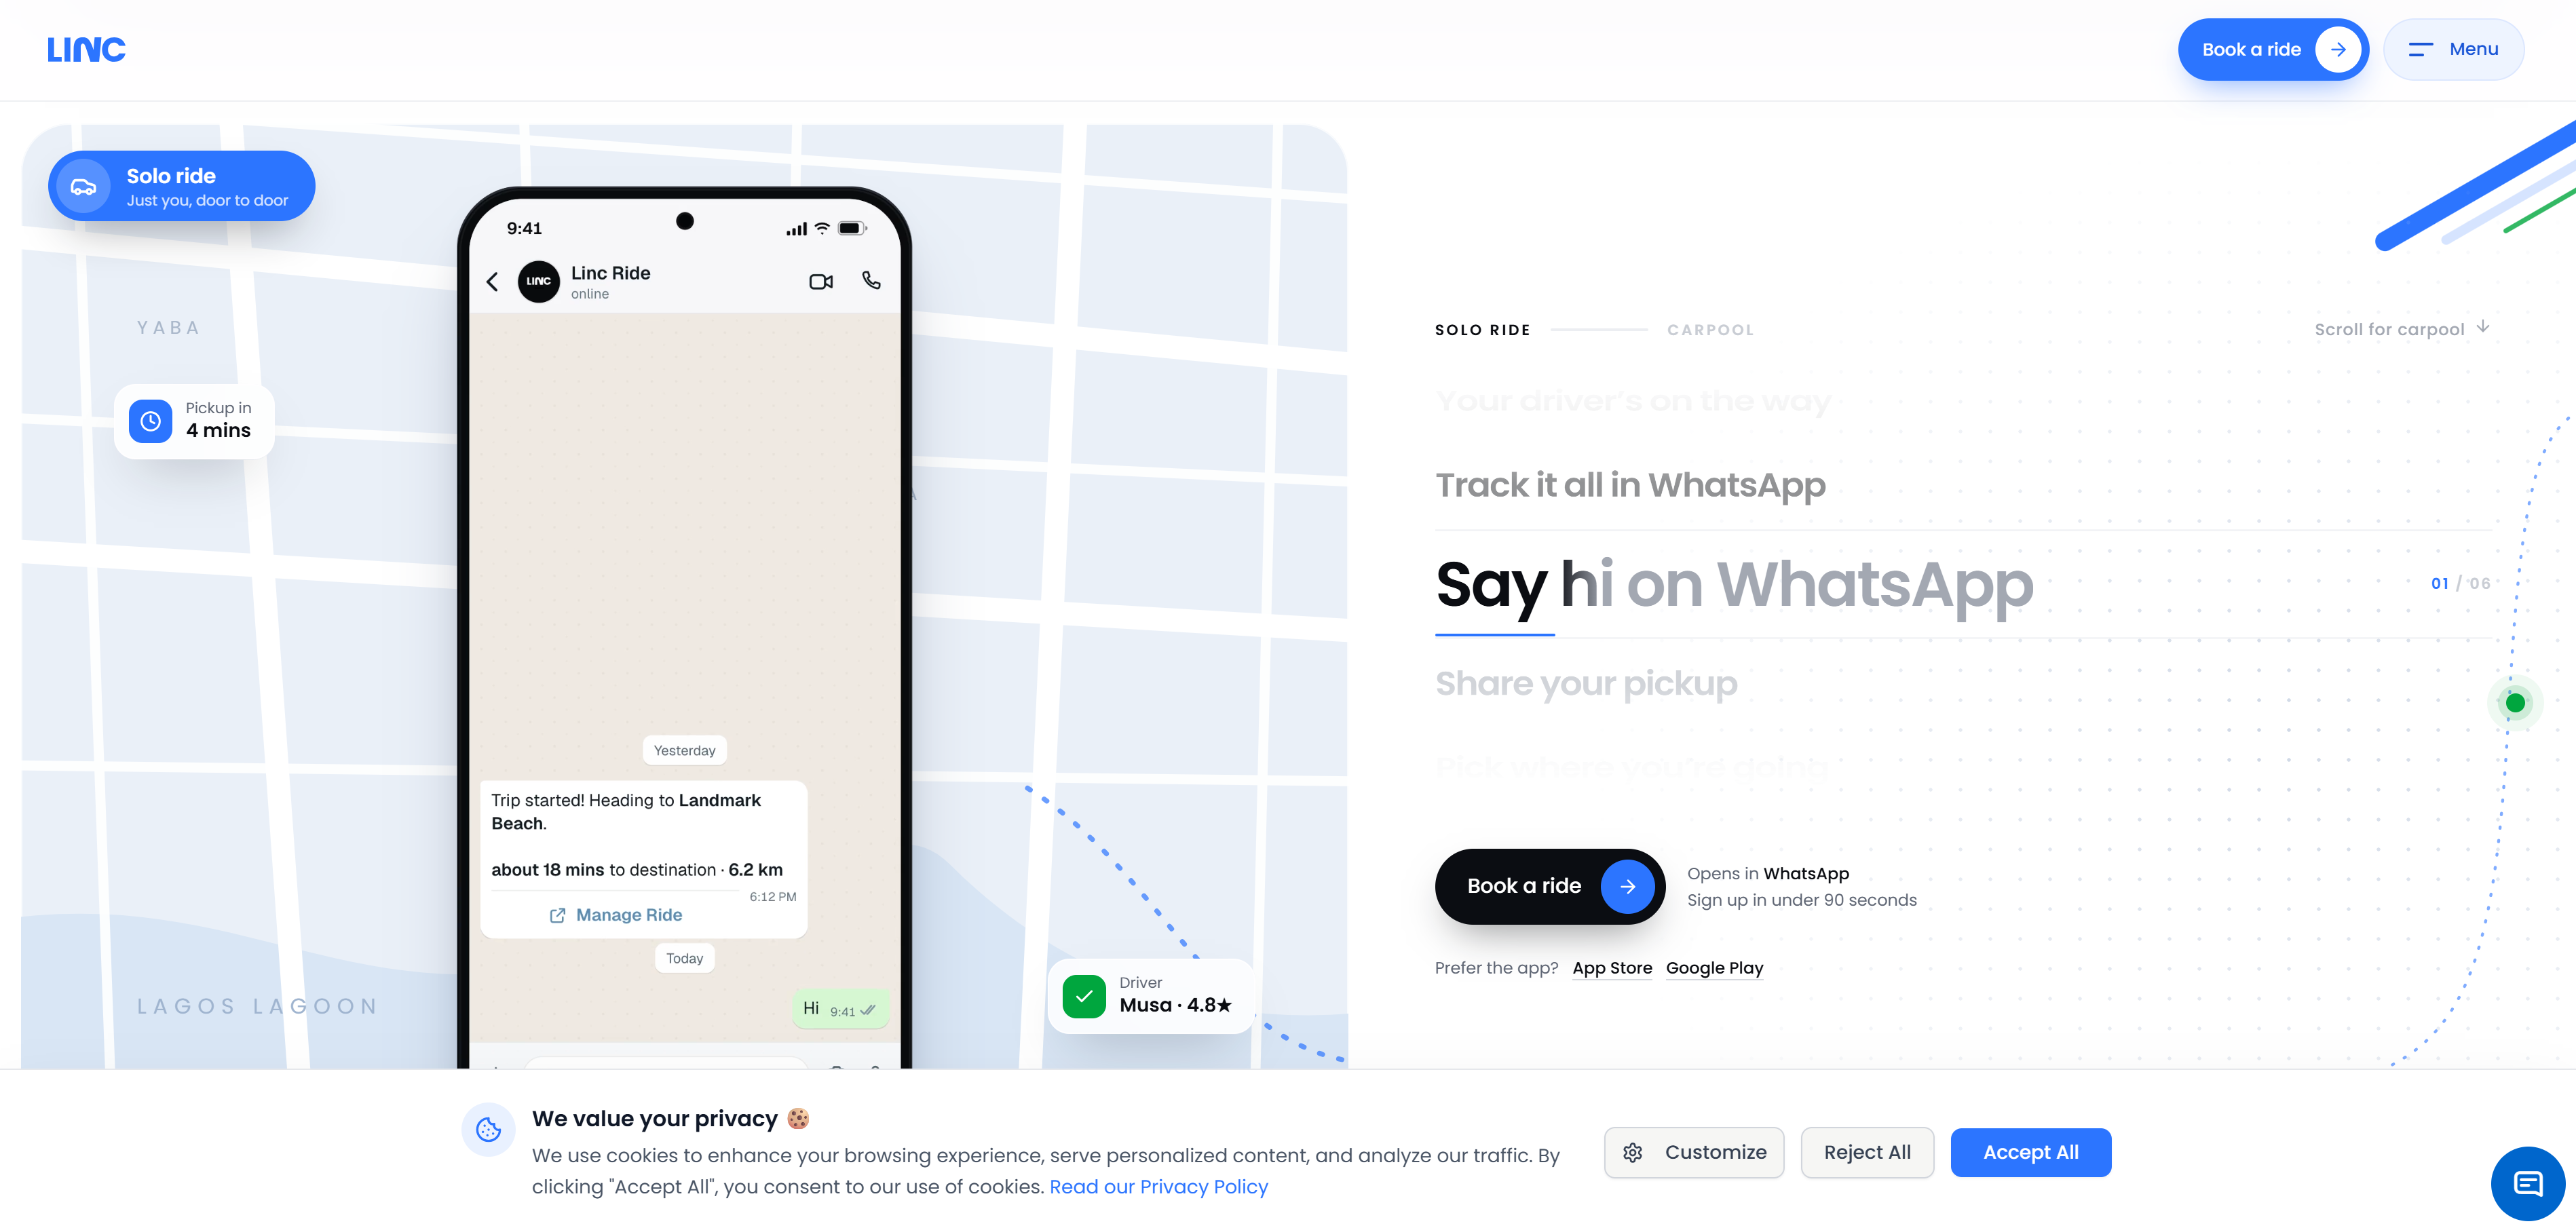 LINC
Book a ride
Menu
Solo ride
Just you, door to door
YABA
Pickup in
4 mins
9:41
LINC
Linc Ride
online
Yesterday
Trip started! Heading to Landmark
Beach.
about 18 mins to destination · 6.2 km
6:12 PM
Manage Ride
Today
Hi 9:41
LAGOS LAGOON
Driver
Musa · 4.8★
SOLO RIDE
CARPOOL
Scroll for carpool ↓
Your driver's on the way
Track it all in WhatsApp
Say hi on WhatsApp
01 / 06
Share your pickup
Pick where you're going
Book a ride
Opens in WhatsApp
Sign up in under 90 seconds
Prefer the app? App Store Google Play
We value your privacy 🍪
We use cookies to enhance your browsing experience, serve personalized content, and analyze our traffic. By
clicking "Accept All", you consent to our use of cookies. Read our Privacy Policy
Customize
Reject All
Accept All